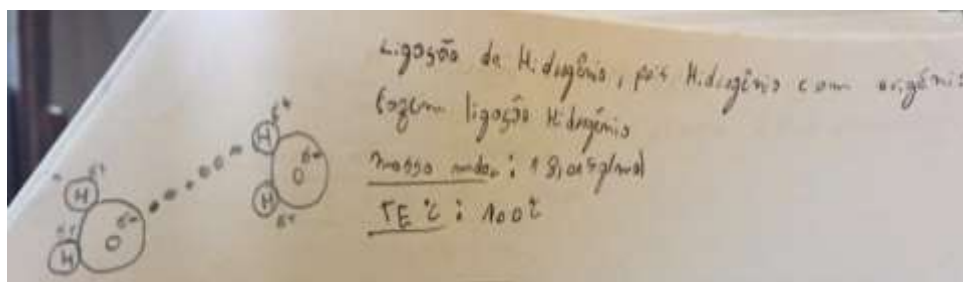 Ligação de Hidrogênio, pois Hidrogênio com oxigênio
fazem ligação Hidrogênio
massa molar: 18,015g/mol
TE °C: 100°C
H δ+
H δ+
O δ-
H δ+
H δ+
O δ-